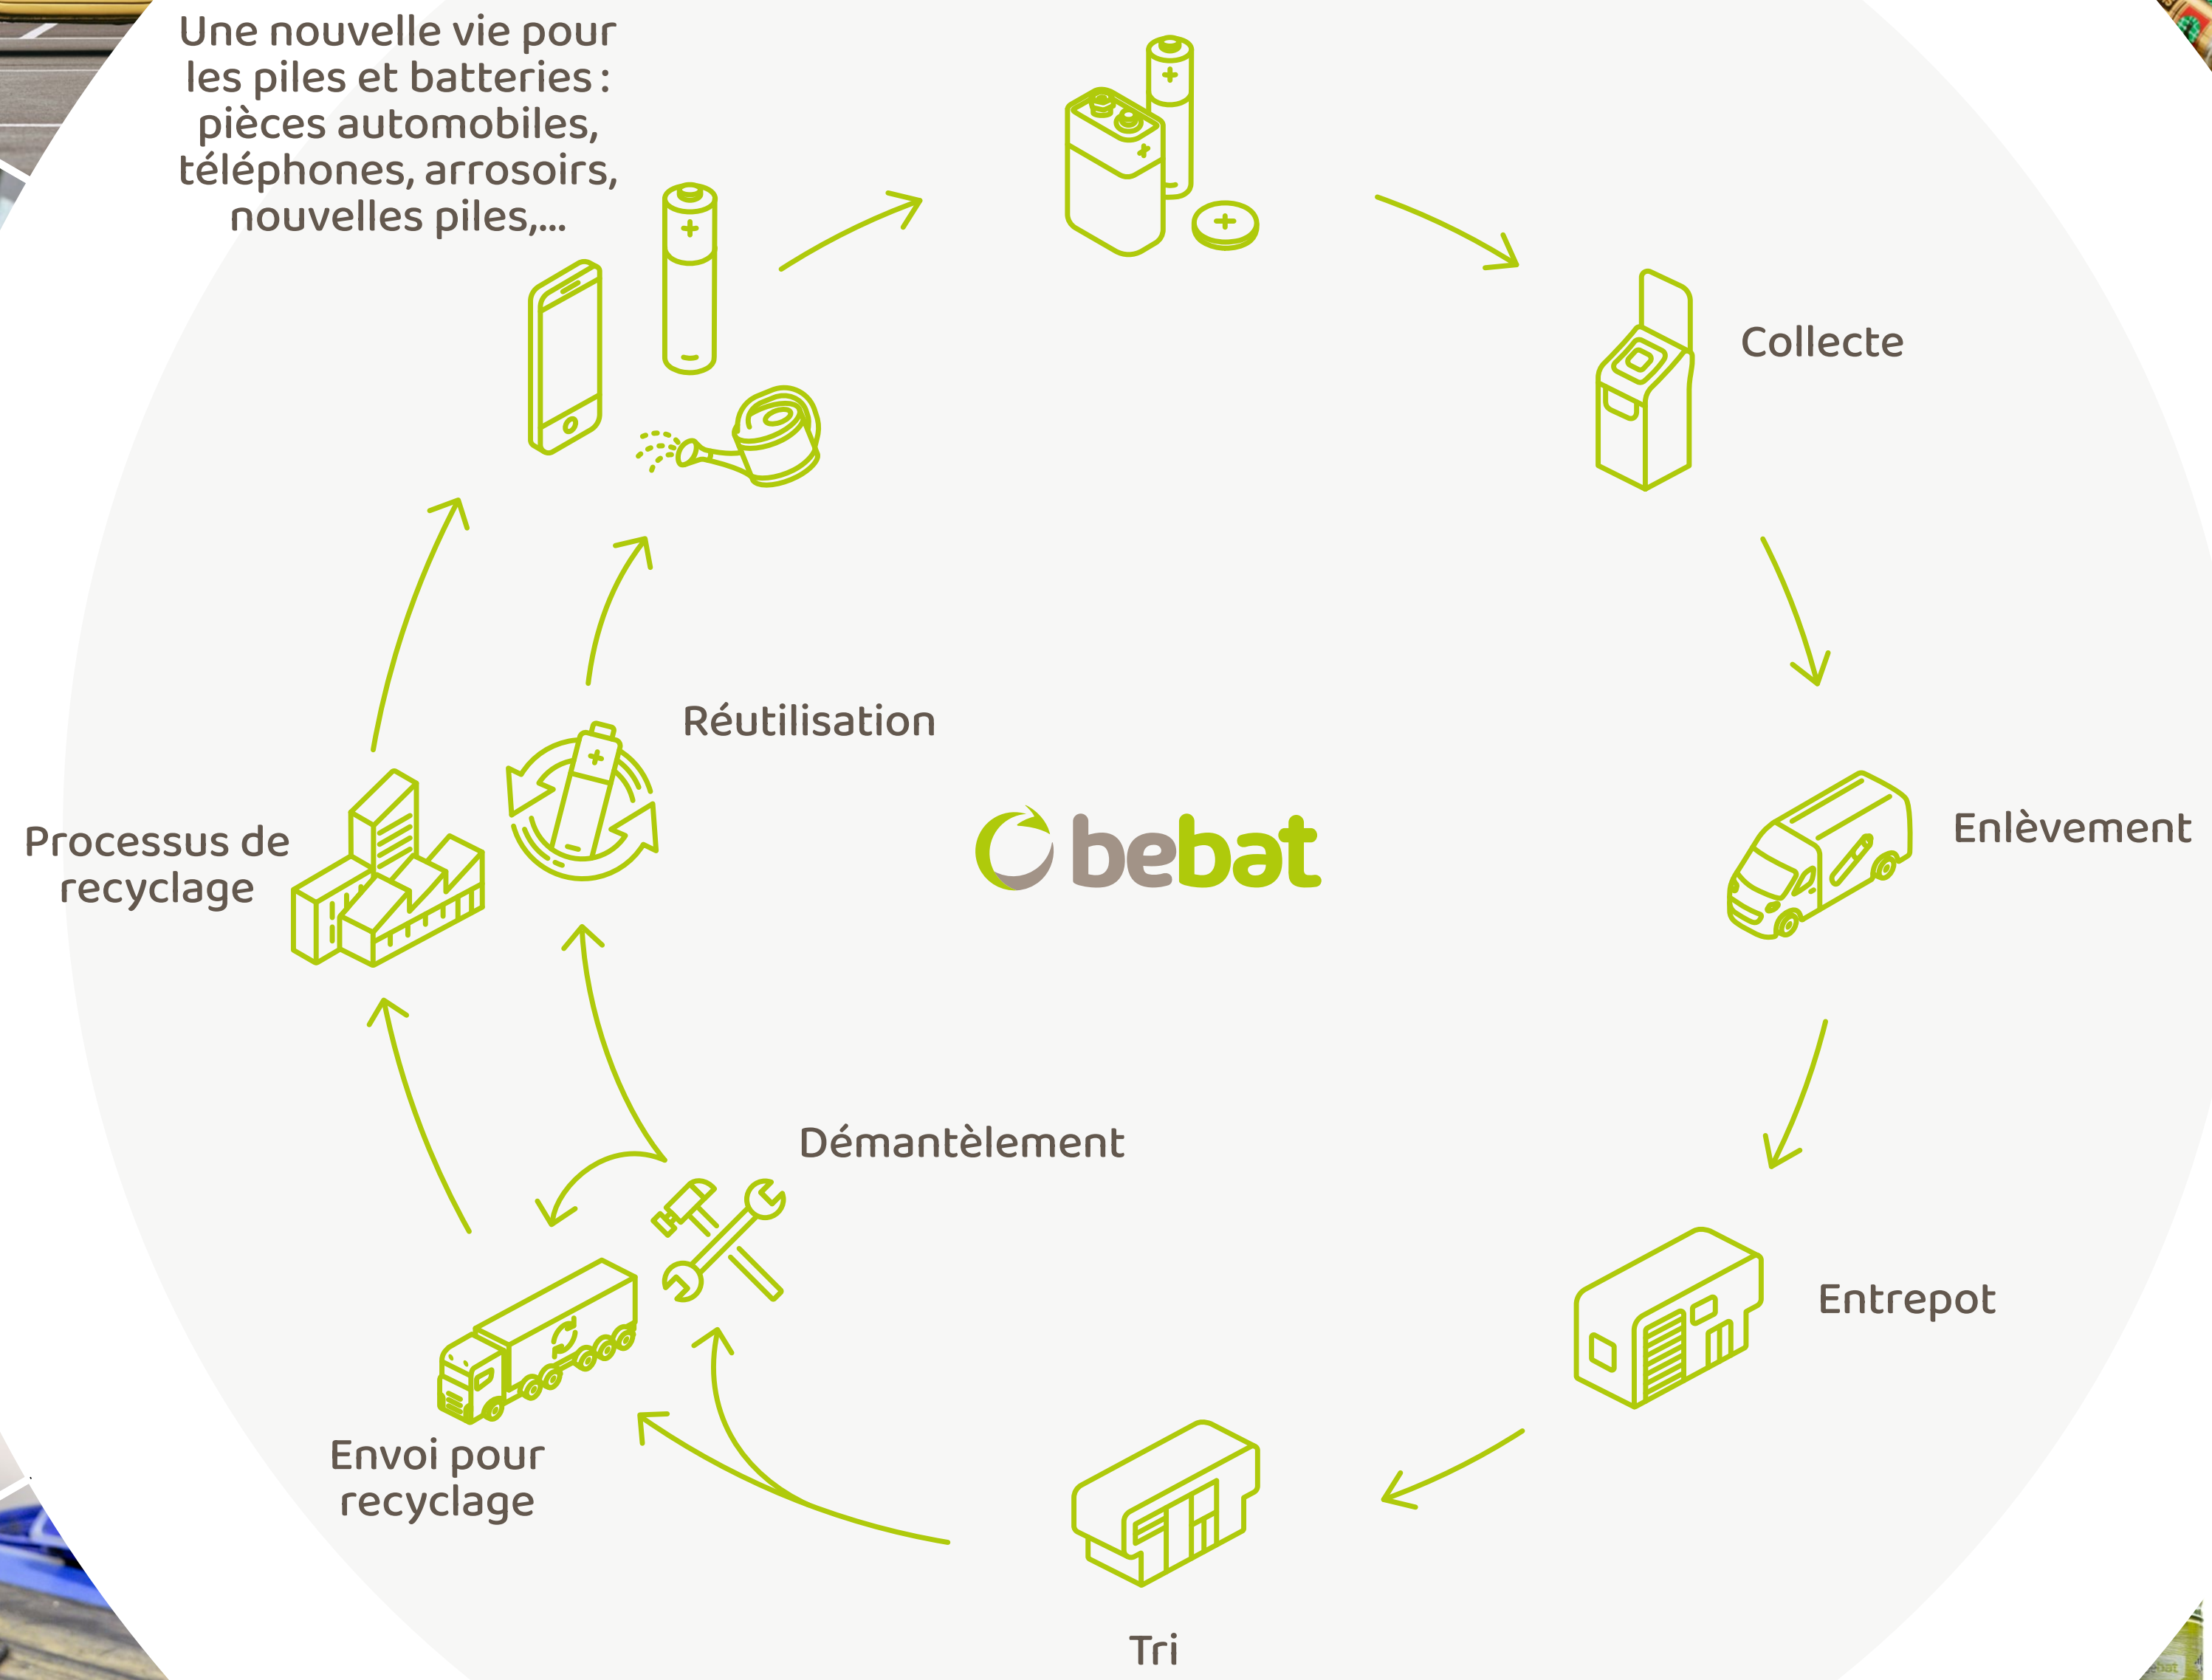 Une nouvelle vie pour
les piles et batteries :
pièces automobiles,
téléphones, arrosoirs,
nouvelles piles,...
Collecte
Réutilisation
Processus de
recyclage
bebat
Enlèvement
Démantèlement
Entrepot
Envoi pour
recyclage
Tri